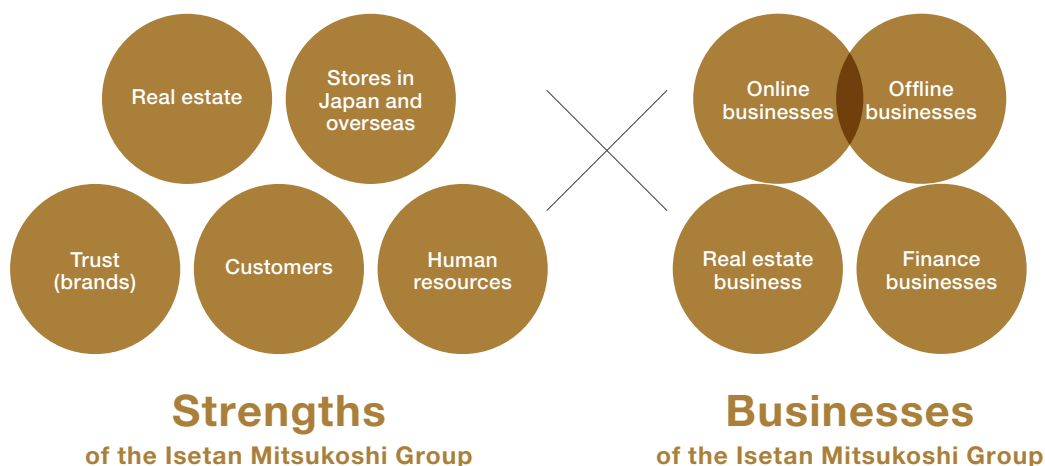 Real estate
Stores in
Japan and
overseas
Trust
(brands)
Customers
Human
resources
Strengths
of the Isetan Mitsukoshi Group
Online
businesses
Offline
businesses
Real estate
business
Finance
businesses
Businesses
of the Isetan Mitsukoshi Group